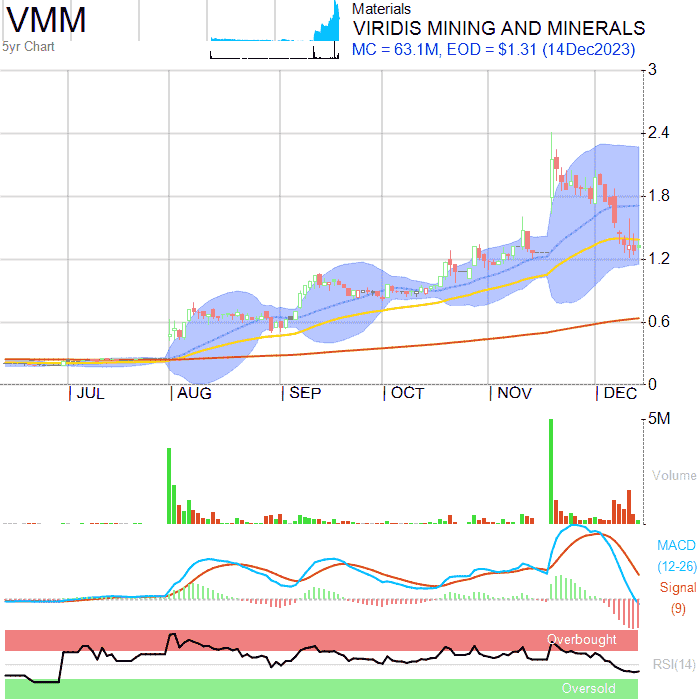 VMM
Materials
VIRIDIS MINING AND MINERALS
5yr Chart
MC = 63.1M, EOD = $1.31 (14Dec2023)
3
2.4
1.8
1.2
0.6
0
JUL AUG SEP OCT NOV DEC
5M
Volume
MACD
(12-26)
Signal
(9)
Overbought
RSI(14)
Oversold